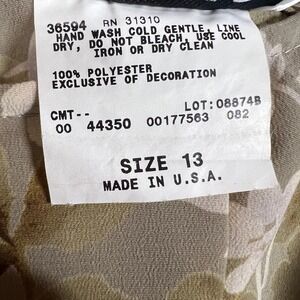 36594 RN 31310
HAND WASH COLD GENTLE, LINE
DRY, DO NOT BLEACH, USE COOL
IRON OR DRY CLEAN
100% POLYESTER
EXCLUSIVE OF DECORATION
CMT-- LOT:08874B
00 44350 00177563 082
SIZE 13
MADE IN U.S.A.